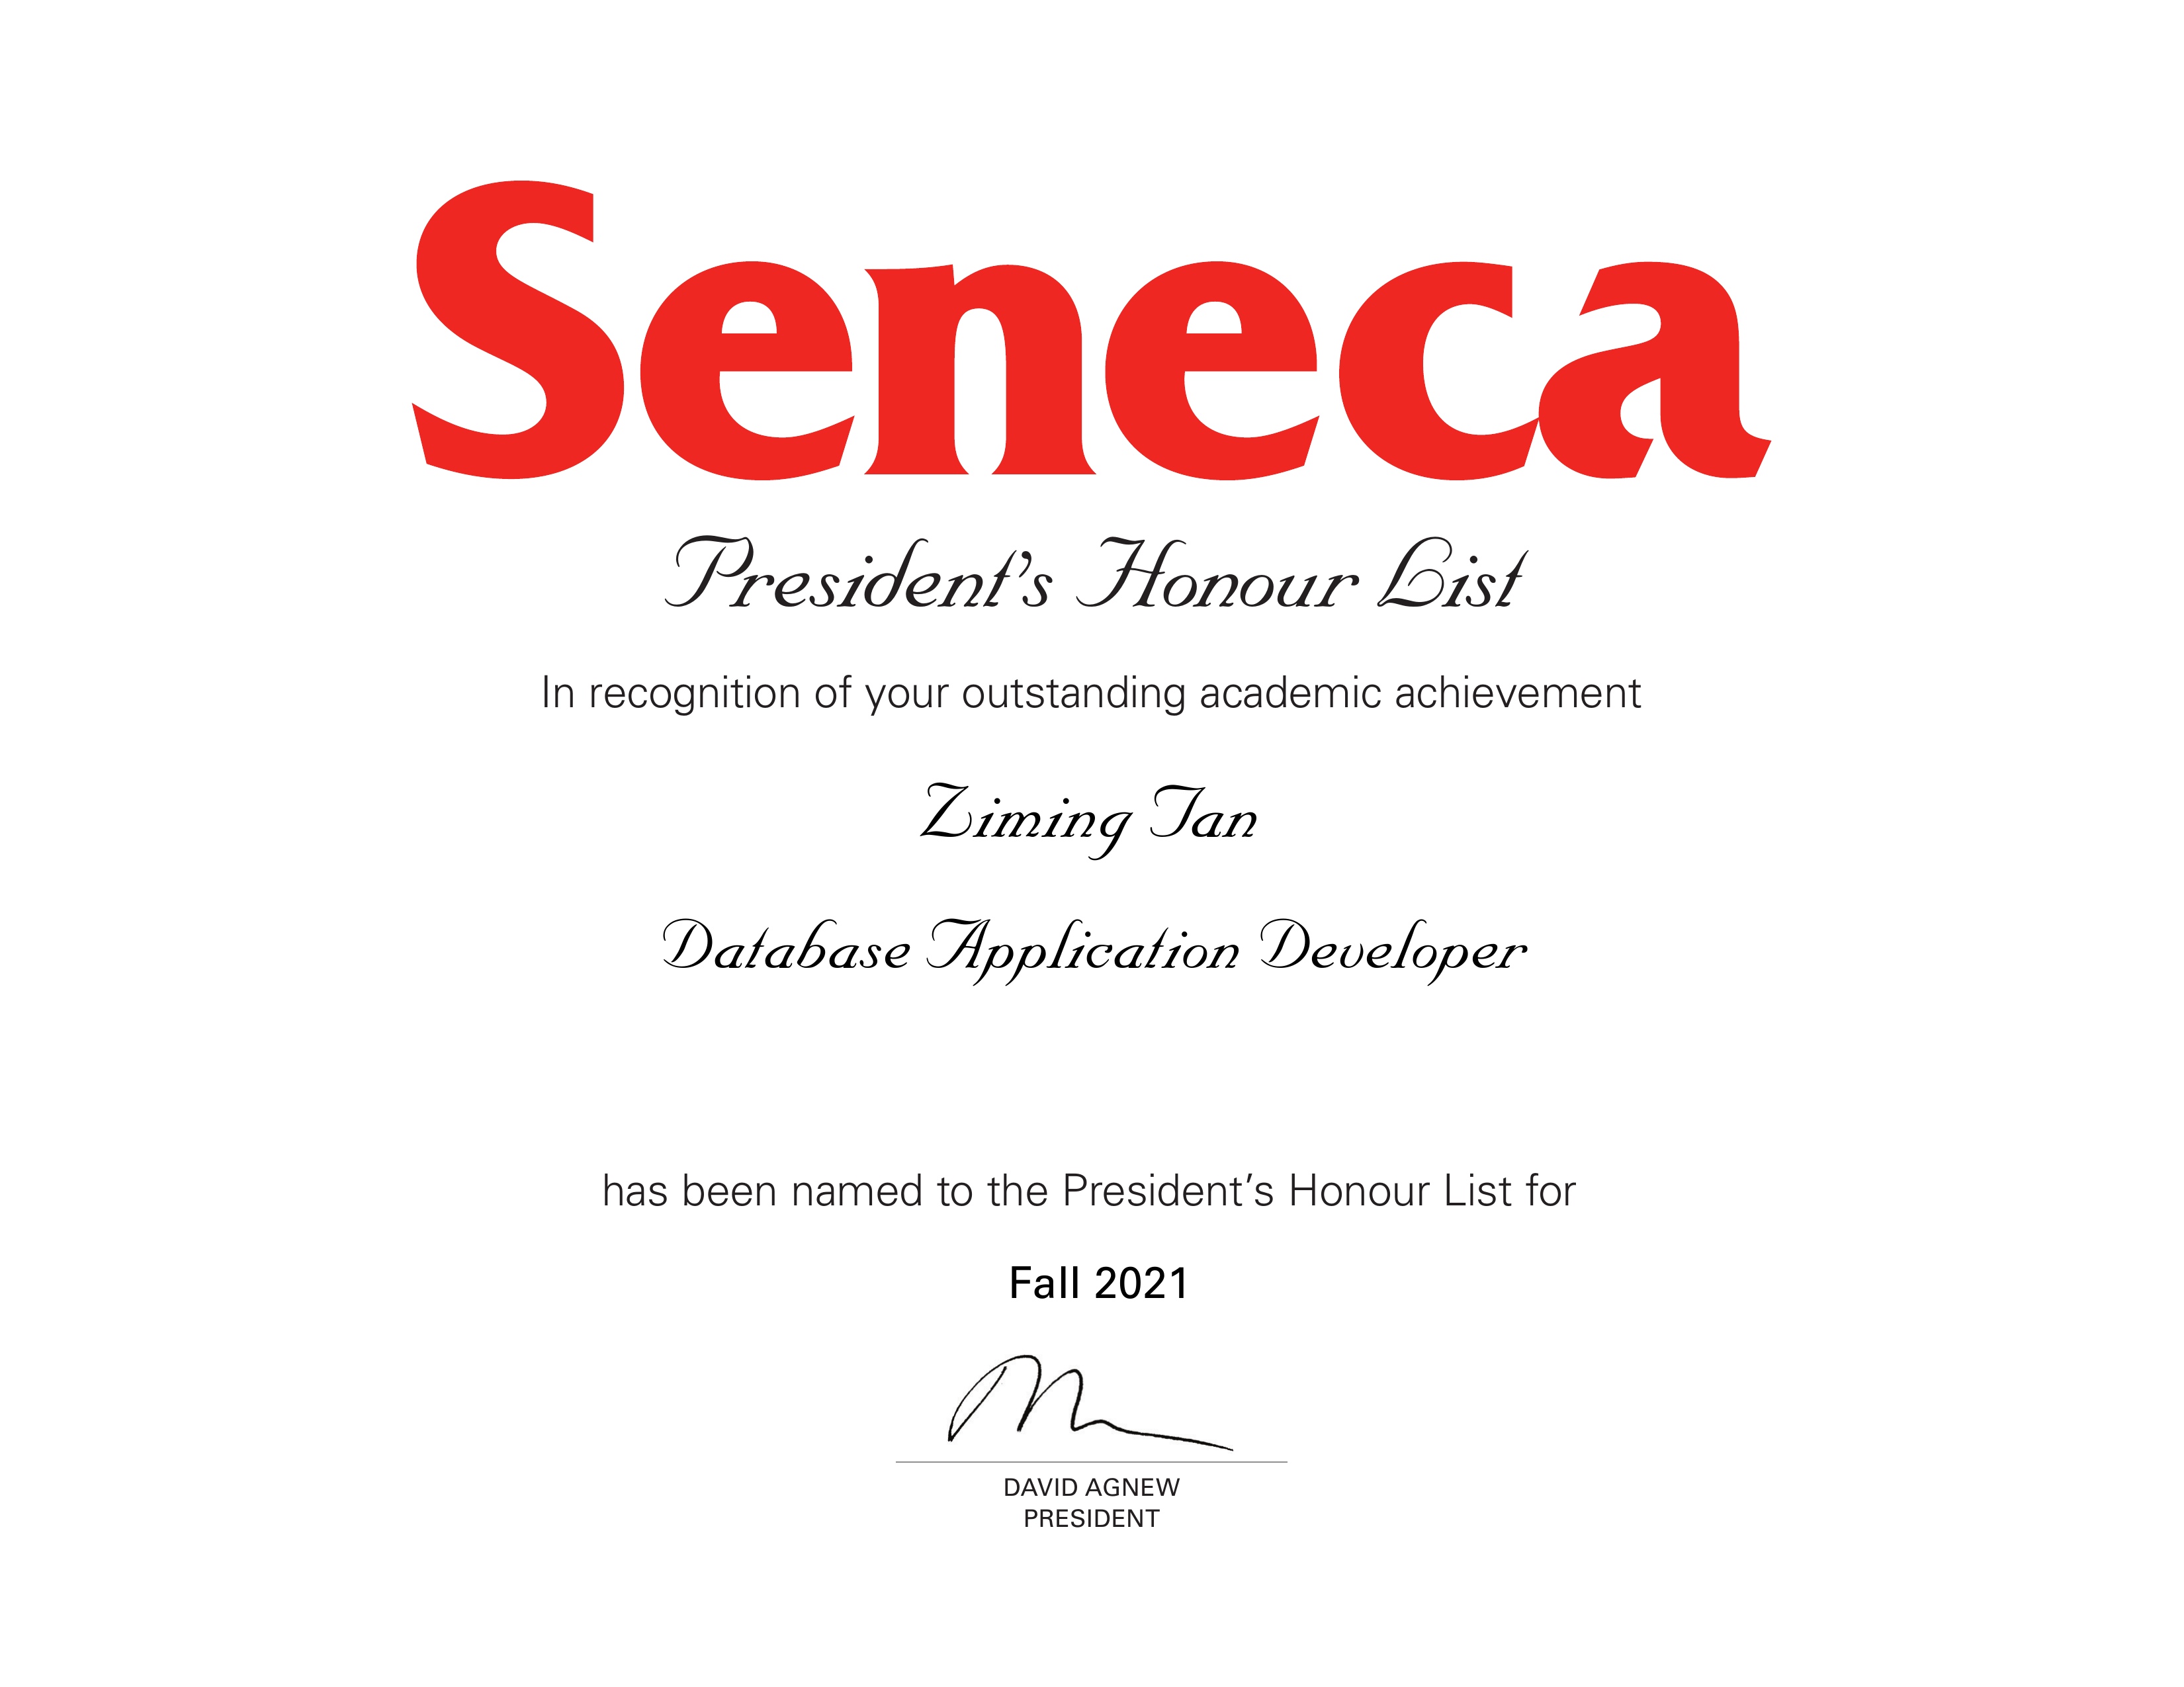 Seneca
President’s Honour List
In recognition of your outstanding academic achievement
Ziming Tan
Database Application Developer
has been named to the President’s Honour List for
Fall 2021
DAVID AGNEW
PRESIDENT